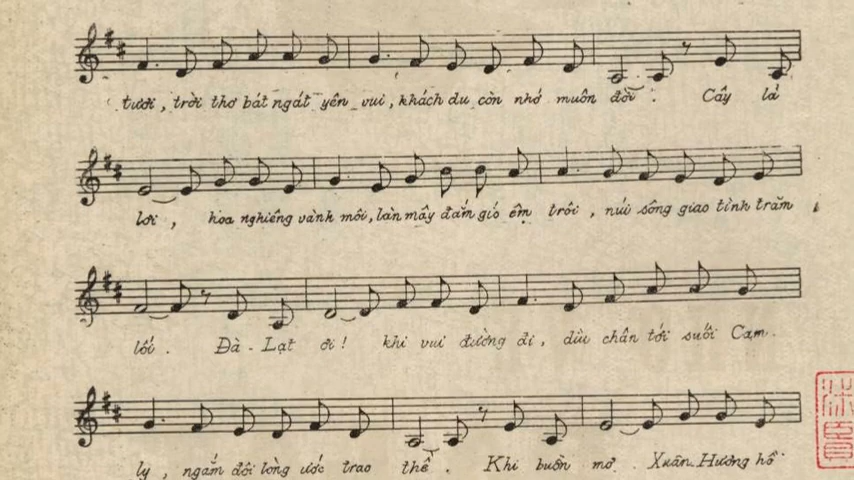 tươi, trời thơ bát ngát yên vui, khách du còn nhớ muôn đời. Cây lá
lơi, hoa nghiêng vành môi, làn mây đắm gió êm trôi, núi sông giao tình trăm
lối. Đà-Lạt ơi! khi vui đường đi, dìu chân tới suối Cam
ly, ngắm đôi lòng ước trao thề. Khi buồn mơ Xuân Hương hồ